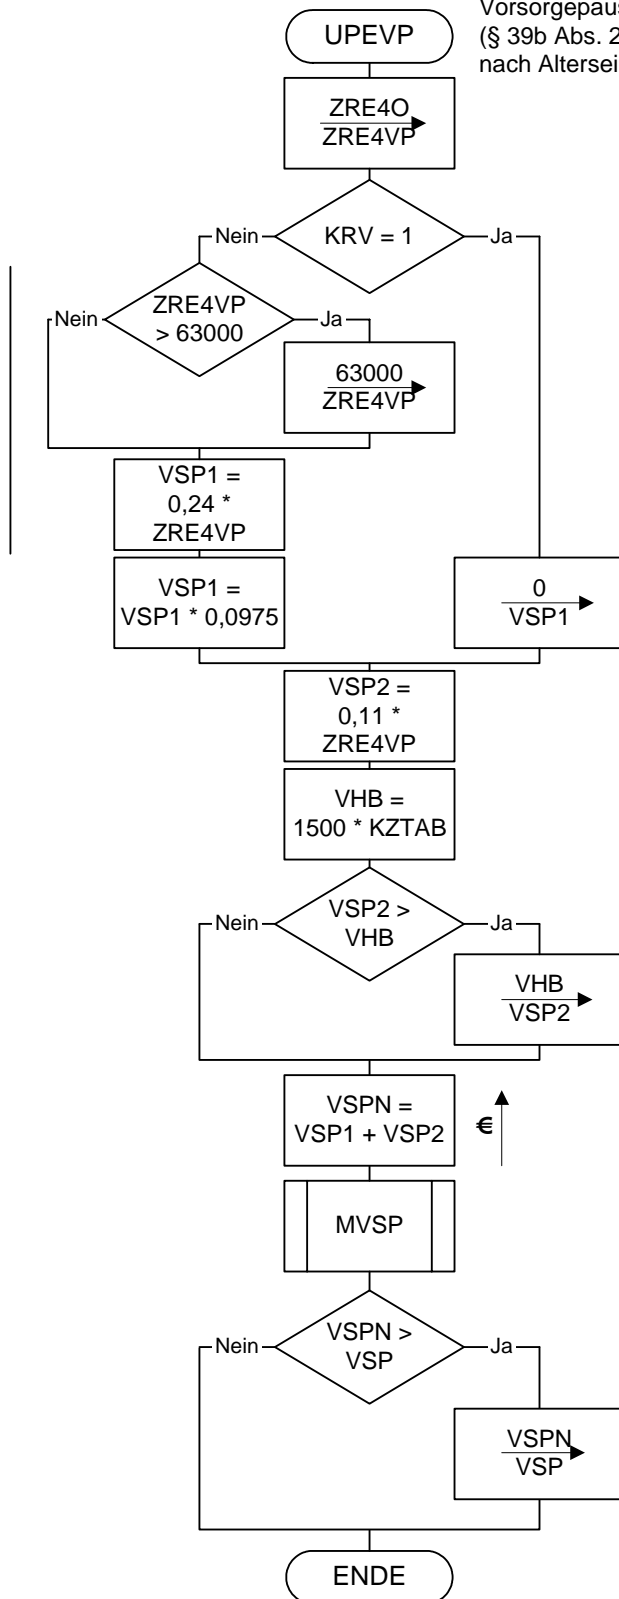 UPEVP
(§ 39b Abs. 2
ZRE4O
ZRE4VP
KRV = 1
Nein
Ja
ZRE4VP
> 63000
Nein
Ja
63000
ZRE4VP
VSP1 =
0,24 *
ZRE4VP
VSP1 =
VSP1 * 0,0975
0
VSP1
VSP2 =
0,11 *
ZRE4VP
VHB =
1500 * KZTAB
VSP2 >
VHB
Nein
Ja
VHB
VSP2
VSPN =
VSP1 + VSP2
€
MVSP
VSPN >
VSP
Nein
Ja
VSPN
VSP
ENDE
nach